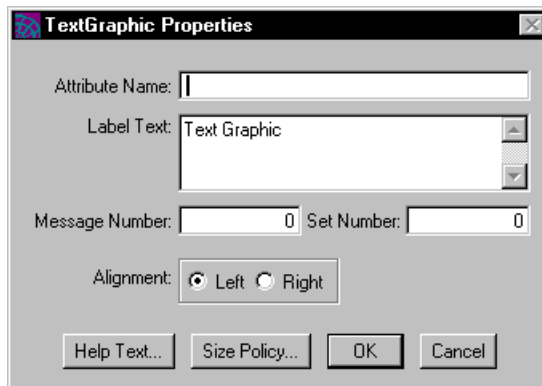 TextGraphic Properties
Attribute Name:
Label Text: Text Graphic
Message Number: 0 Set Number: 0
Alignment: Left Right
Help Text... Size Policy... OK Cancel